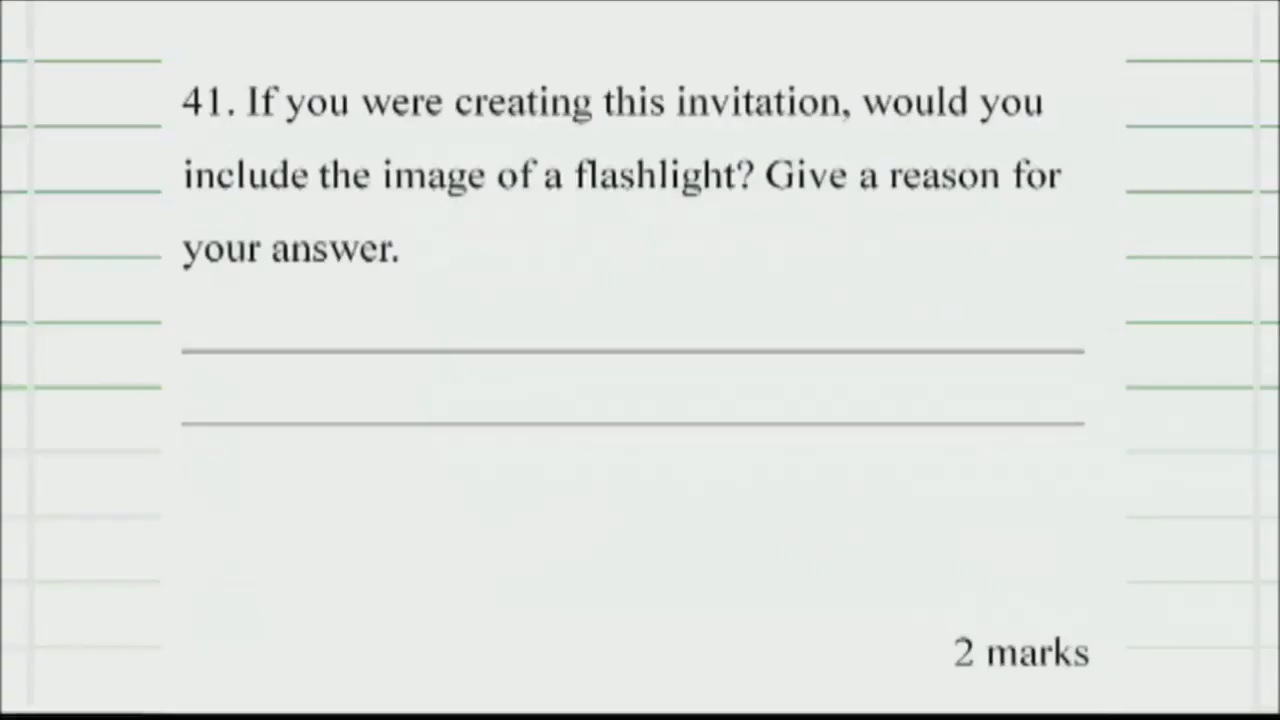 41. If you were creating this invitation, would you
include the image of a flashlight? Give a reason for
your answer.
2 marks